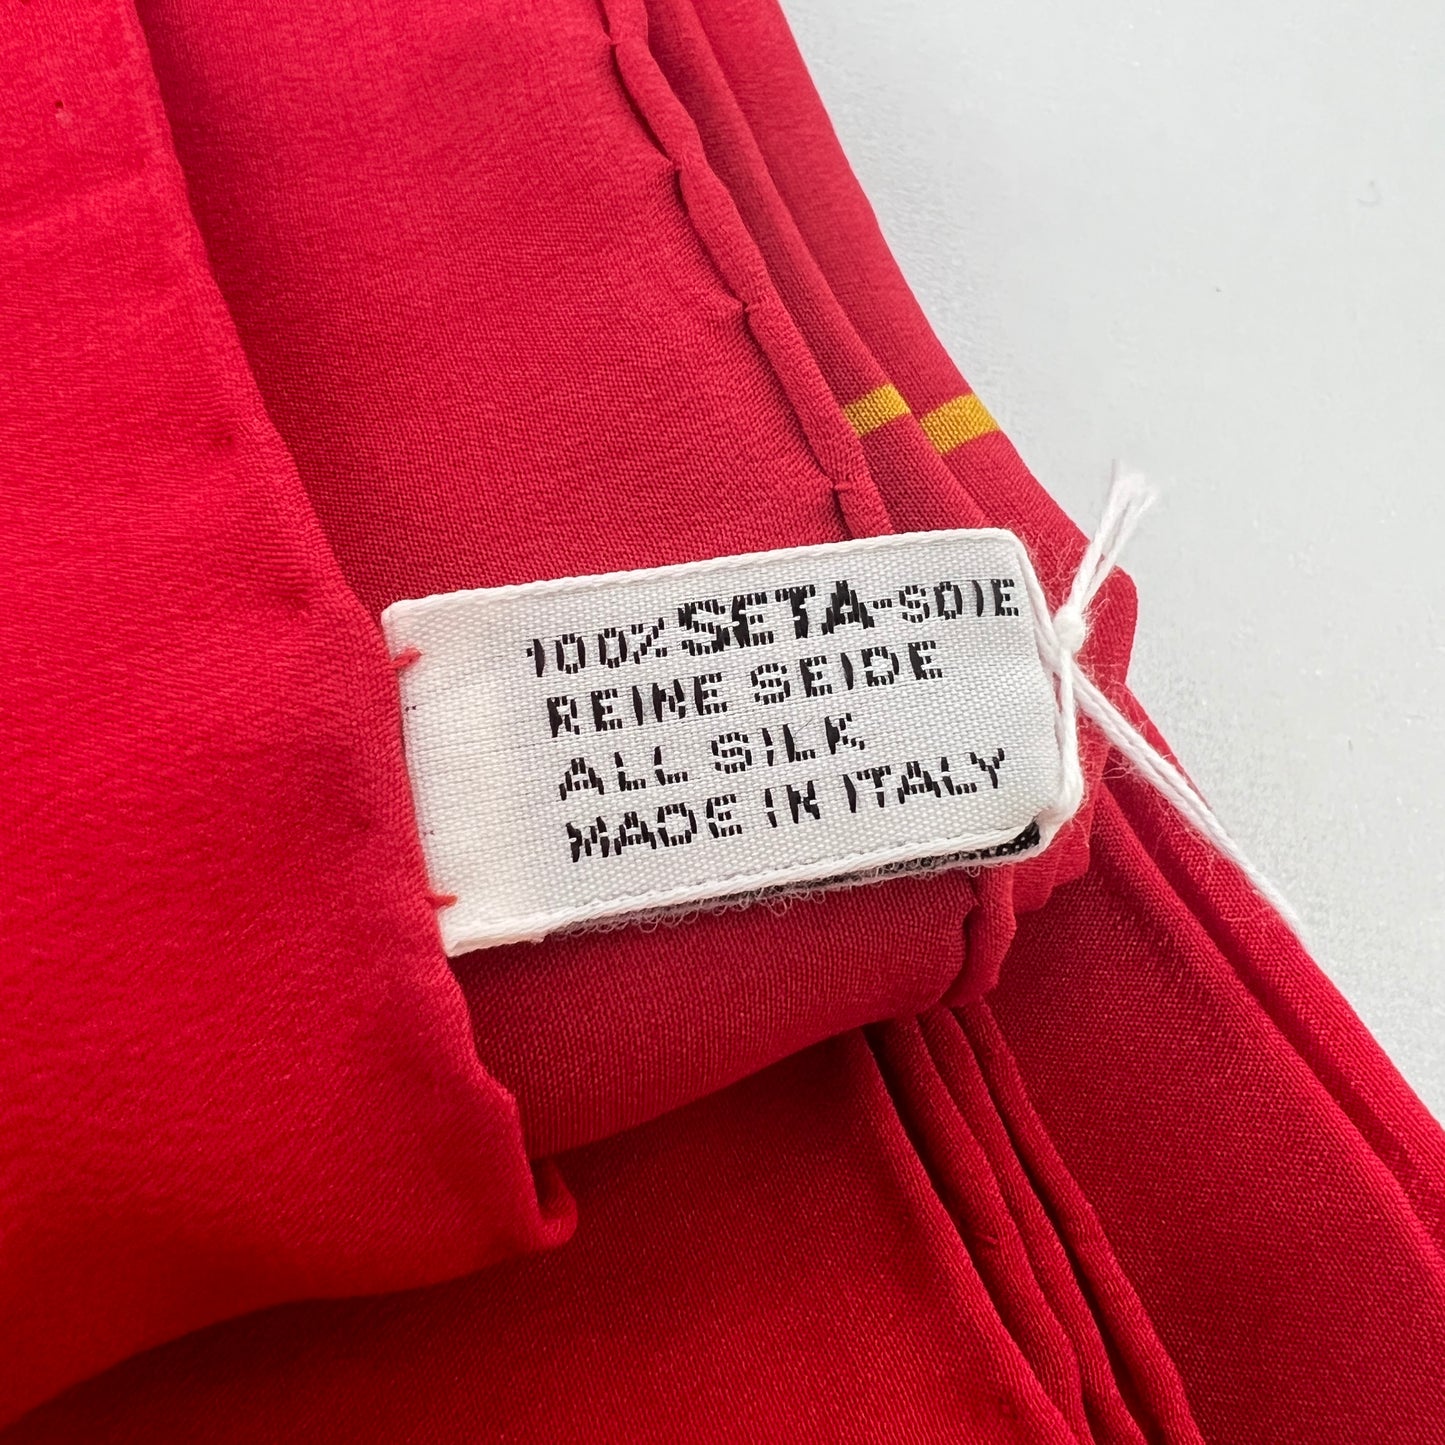 100% SETA-SOIE
REINE SEIDE
ALL SILK
MADE IN ITALY